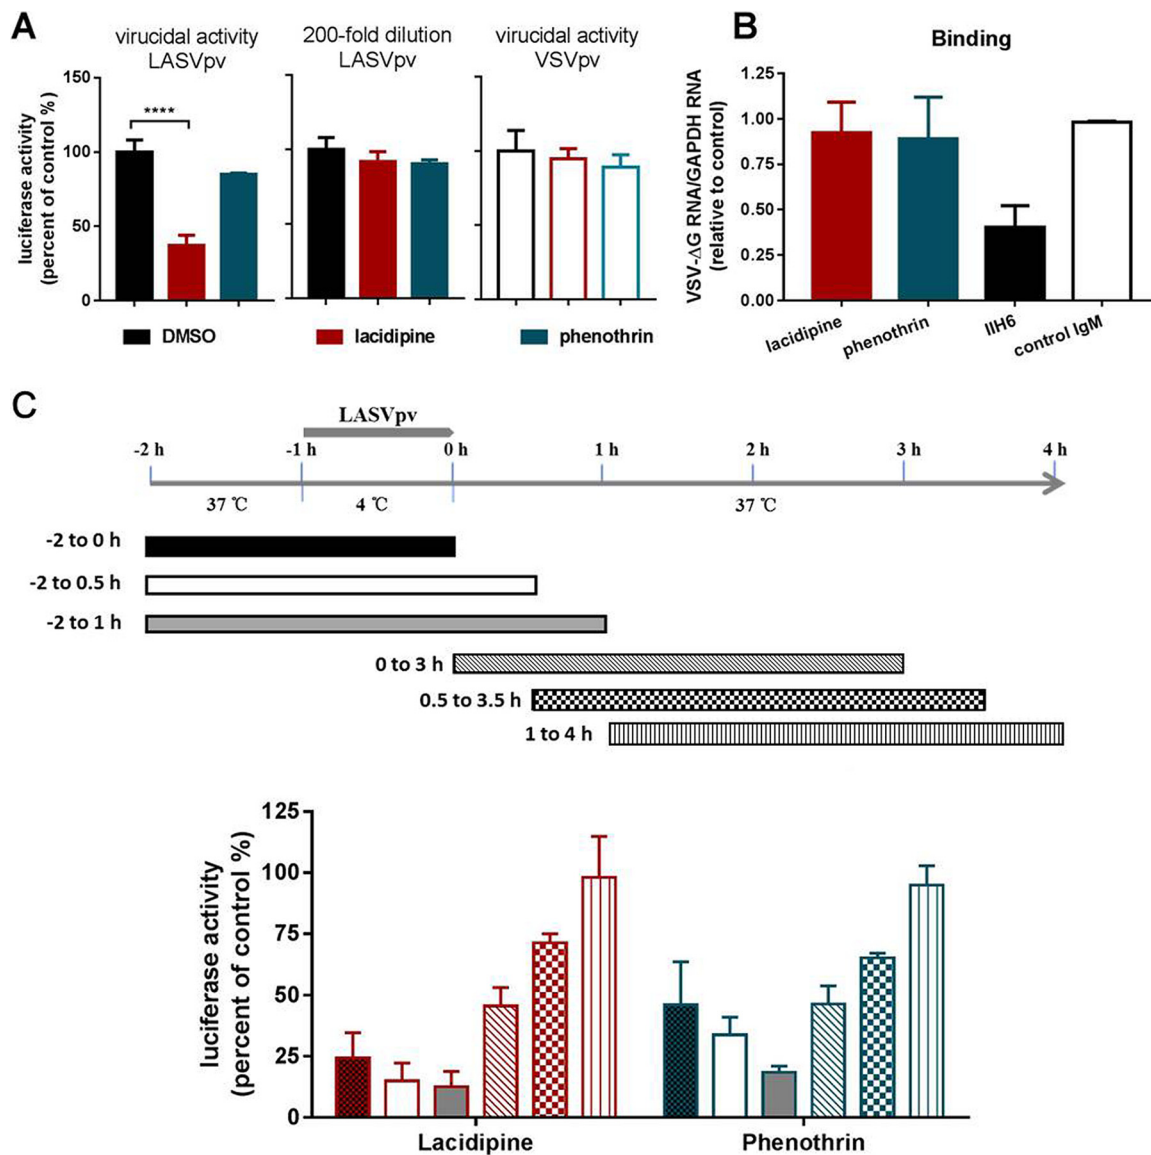 A
virucidal activity
LASVpv
200-fold dilution
LASVpv
virucidal activity
VSVpv
luciferase activity
(percent of control %)
150
100
50
0
****
DMSO
lacidipine
phenothrin
B
Binding
VSV-ΔG RNA/GAPDH RNA
(relative to control)
1.25
1.00
0.75
0.50
0.25
0.00
lacidipine
phenothrin
IIH6
control IgM
C
LASVpv
-2 h
-1 h
0 h
1 h
2 h
3 h
4 h
37 ℃
4 ℃
37 ℃
-2 to 0 h
-2 to 0.5 h
-2 to 1 h
0 to 3 h
0.5 to 3.5 h
1 to 4 h
luciferase activity
(percent of control %)
125
100
75
50
25
0
Lacidipine
Phenothrin